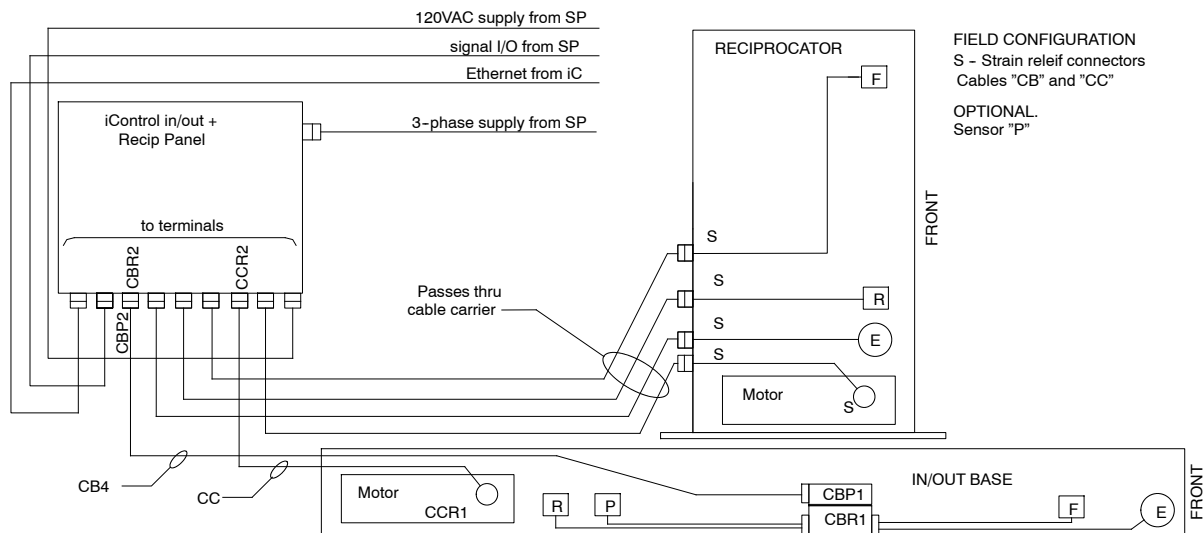 120VAC supply from SP
signal I/O from SP
Ethernet from iC
3-phase supply from SP
iControl in/out +
Recip Panel
to terminals
CBR2
CCR2
CBP2
Passes thru
cable carrier
RECIPROCATOR
F
S
S
R
S
E
S
Motor
S
FRONT
FIELD CONFIGURATION
S - Strain releif connectors
Cables "CB" and "CC"
OPTIONAL.
Sensor "P"
CB4
CC
Motor
CCR1
R
P
CBP1
CBR1
IN/OUT BASE
F
E
FRONT